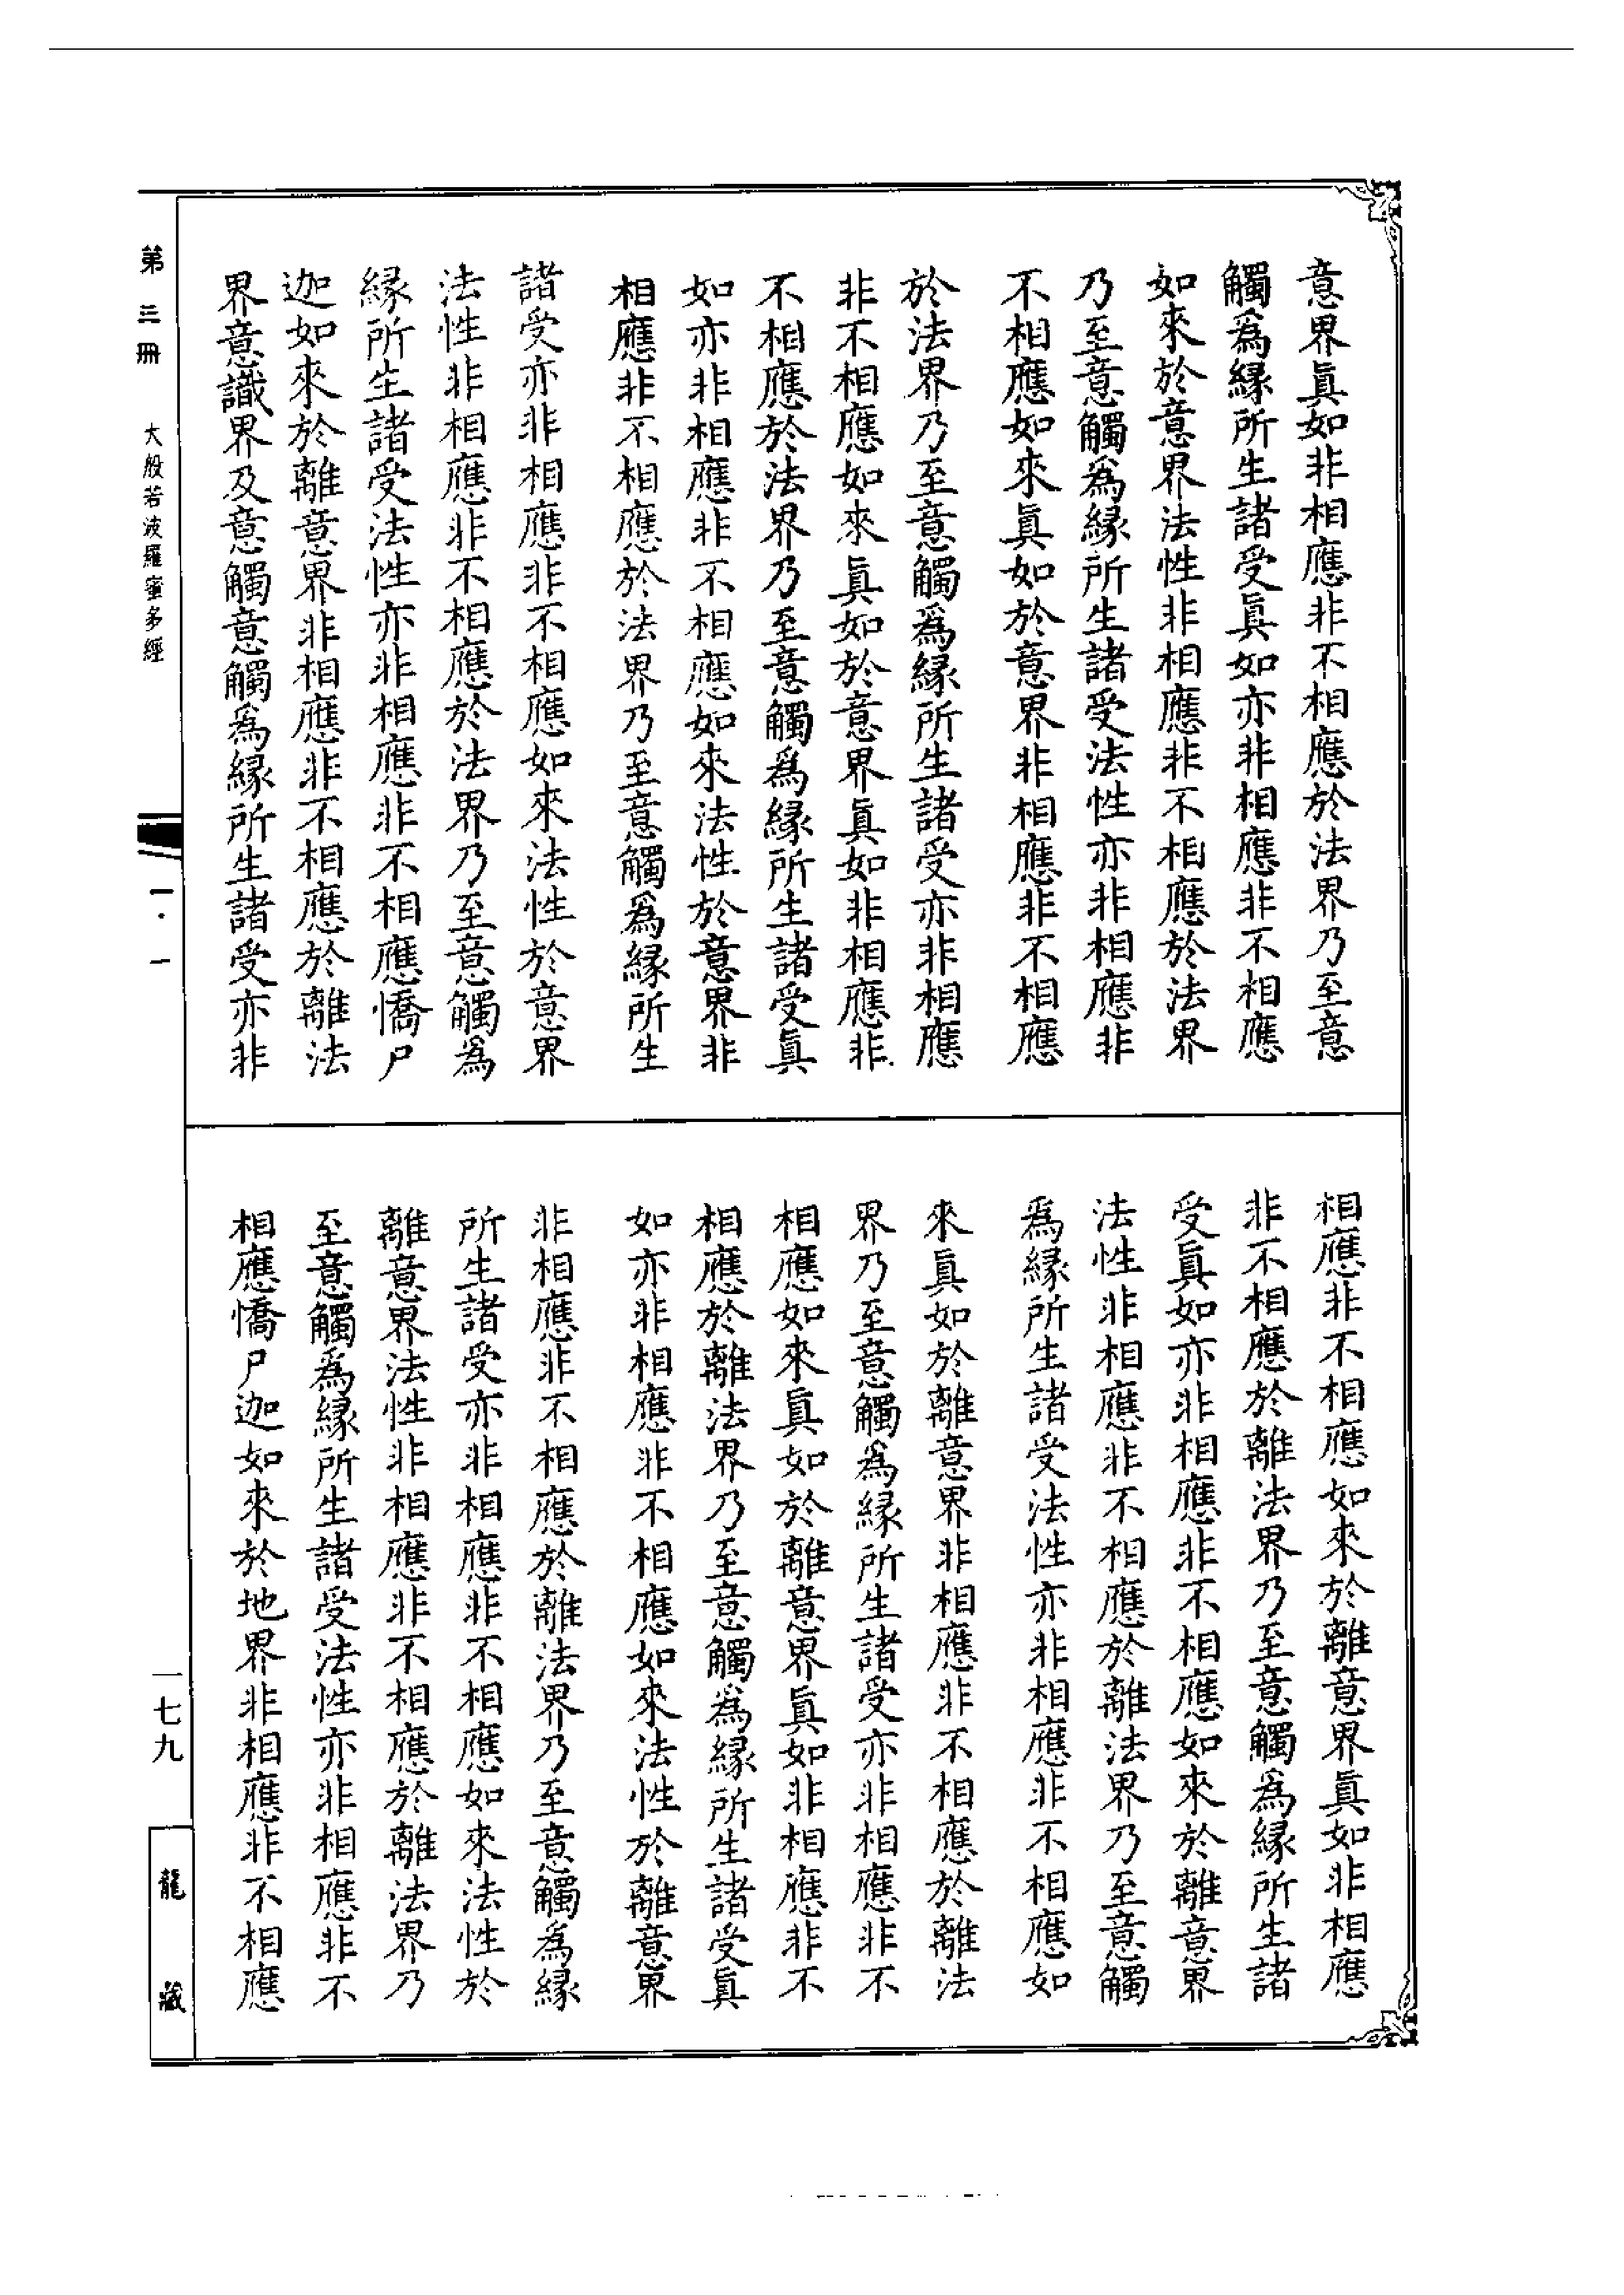 意界眞如非相應非不相應於法界乃至意
觸爲緣所生諸受眞如亦非相應非不相應
如來於意界法性非相應非不相應於法界
乃至意觸爲緣所生諸受法性亦非相應非
不相應如來眞如於意界非相應非不相應
於法界乃至意觸爲緣所生諸受亦非相應
非不相應如來眞如於意界眞如非相應非
不相應於法界乃至意觸爲緣所生諸受眞
如亦非相應非不相應如來法性於意界非
相應非不相應於法界乃至意觸爲緣所生
諸受亦非相應非不相應如來法性於意界
法性非相應非不相應於法界乃至意觸爲
緣所生諸受法性亦非相應非不相應憍尸
迦如來於離意界非相應非不相應於離法
界意識界及意觸意觸爲緣所生諸受亦非
相應非不相應如來於離意界眞如非相應
非不相應於離法界乃至意觸爲緣所生諸
受眞如亦非相應非不相應如來於離意界
法性非相應非不相應於離法界乃至意觸
爲緣所生諸受法性亦非相應非不相應如
來眞如於離意界非相應非不相應於離法
界乃至意觸爲緣所生諸受亦非相應非不
相應如來眞如於離意界眞如非相應非不
相應於離法界乃至意觸爲緣所生諸受眞
如亦非相應非不相應如來法性於離意界
非相應非不相應於離法界乃至意觸爲緣
所生諸受亦非相應非不相應如來法性於
離意界法性非相應非不相應於離法界乃
至意觸爲緣所生諸受法性亦非相應非不
相應憍尸迦如來於地界非相應非不相應
第三冊 大般若波羅蜜多經
一·一
一七九
龍藏